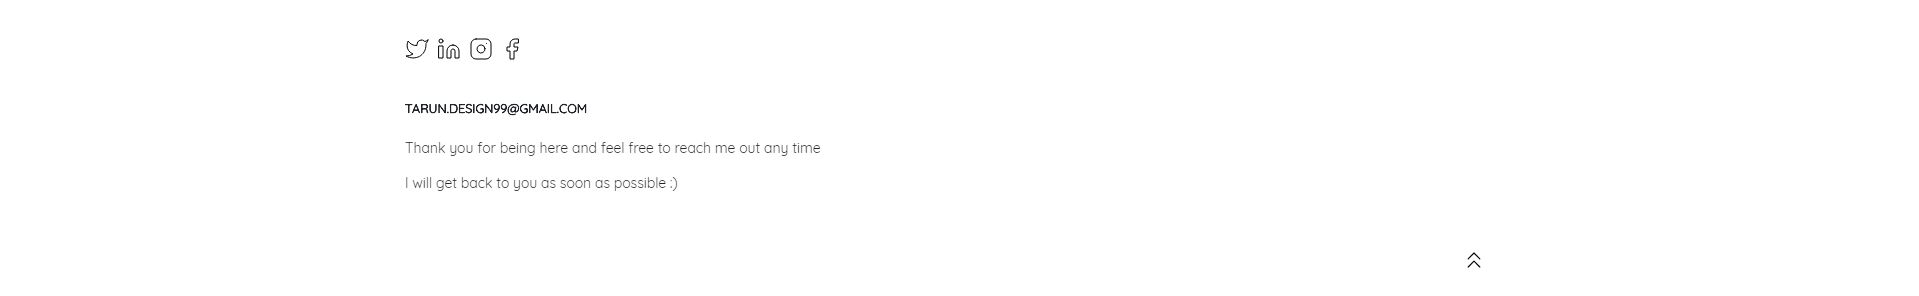 TARUN.DESIGN99@GMAIL.COM
Thank you for being here and feel free to reach me out any time
I will get back to you as soon as possible :)